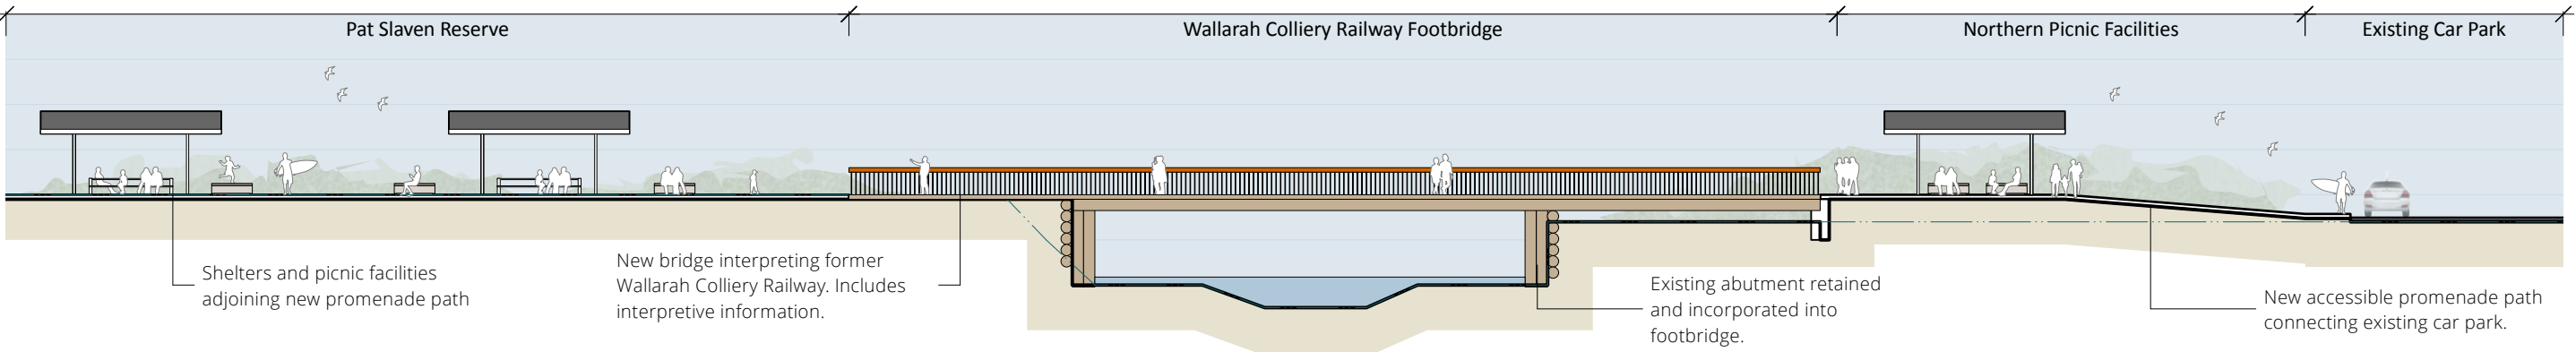 Pat Slaven Reserve
Wallarah Colliery Railway Footbridge
Northern Picnic Facilities
Existing Car Park
Shelters and picnic facilities
adjoining new promenade path
New bridge interpreting former
Wallarah Colliery Railway. Includes
interpretive information.
Existing abutment retained
and incorporated into
footbridge.
New accessible promenade path
connecting existing car park.